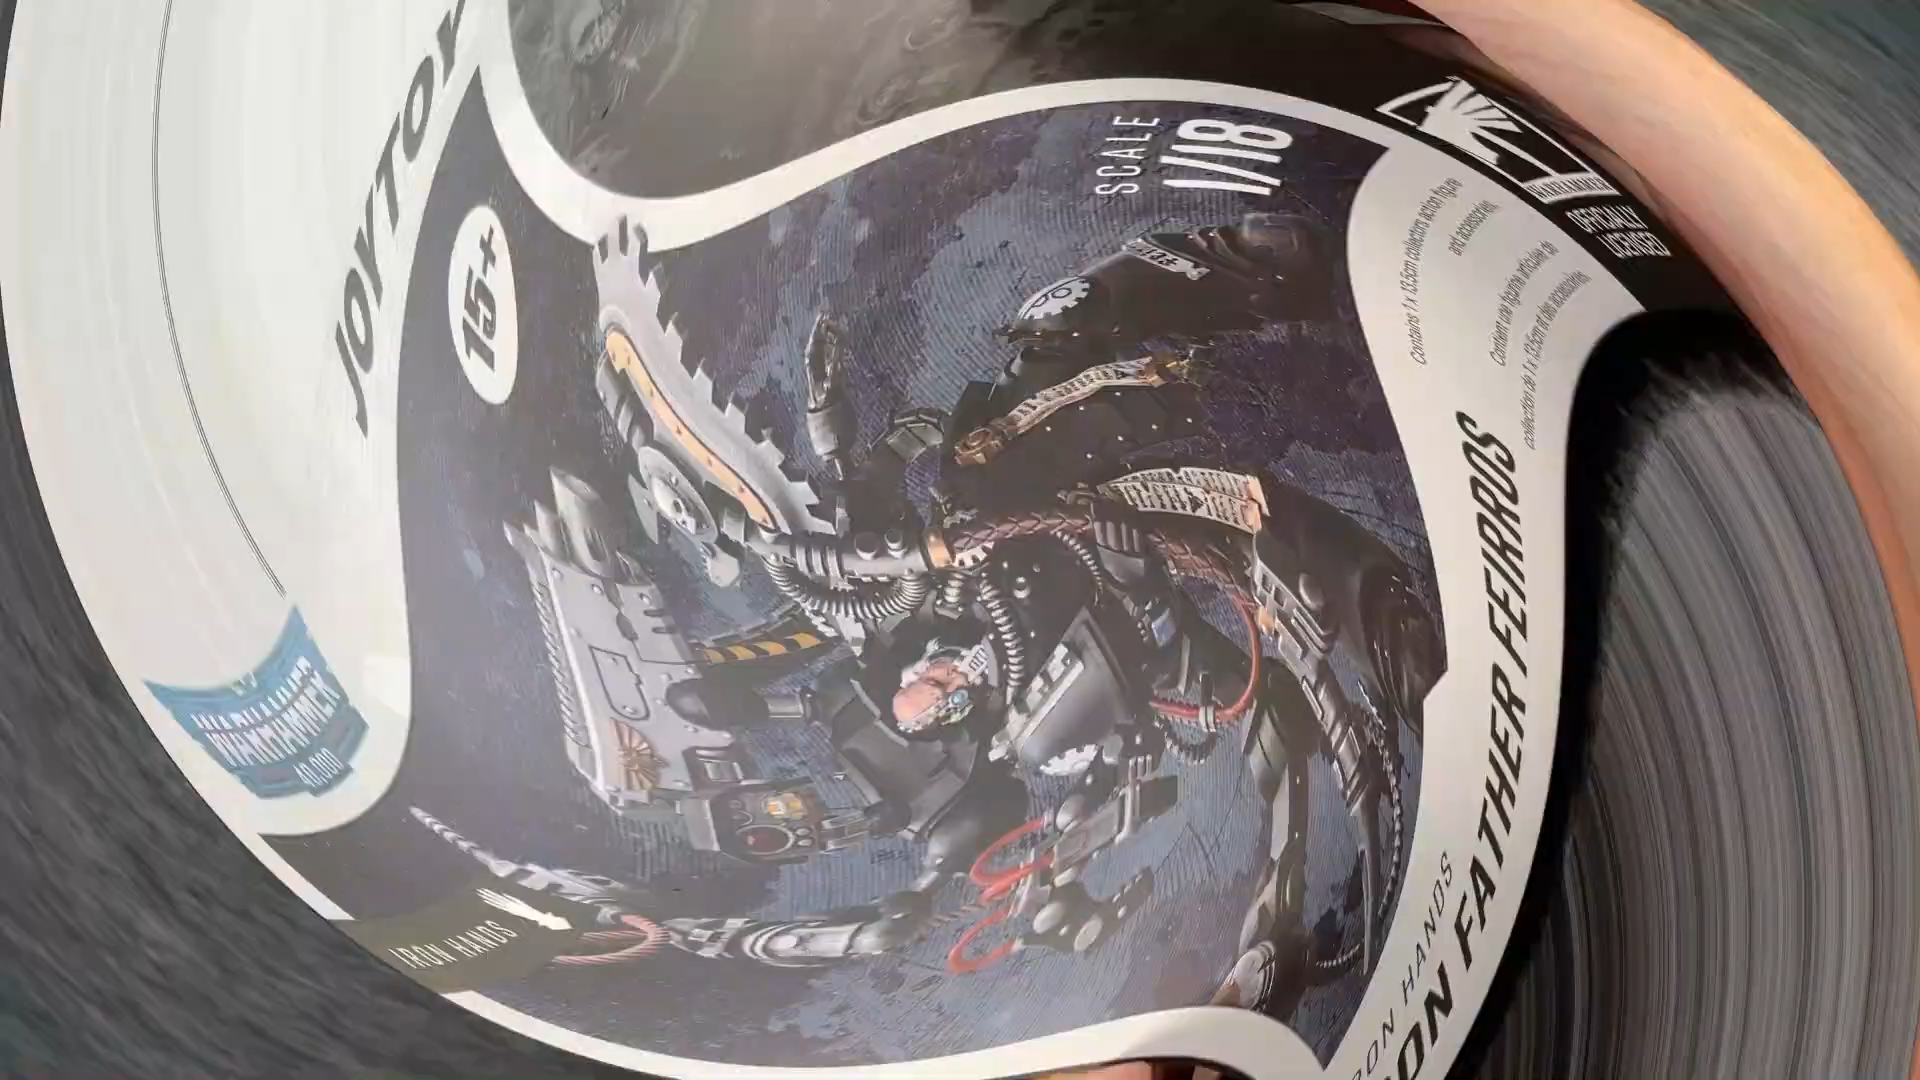 JOYTOY
15+
SCALE
1/18
WARHAMMER
OFFICIALLY
LICENSED
Contains 1 x 13.5cm collectors action figure
and accessories.
Contient une figurine articulée de
collection de 1 x 13.5cm et des accessoires.
WARHAMMER
40,000
IRON HANDS
IRON HANDS
IRON FATHER FEIRROS